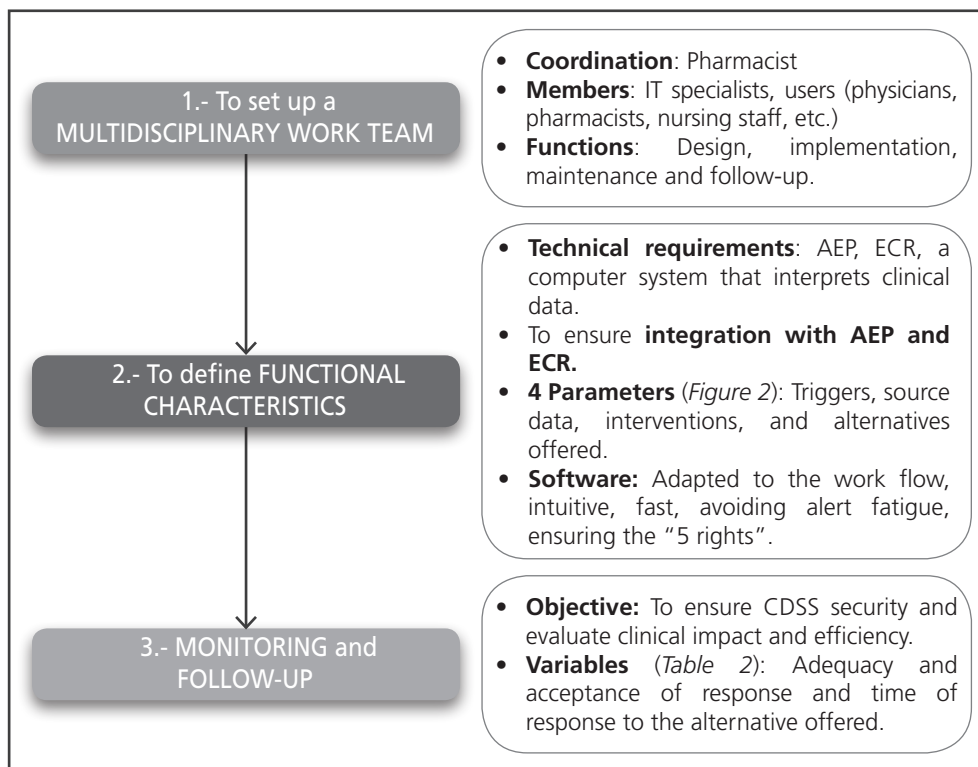 1.- To set up a
MULTIDISCIPLINARY WORK TEAM
• Coordination: Pharmacist
• Members: IT specialists, users (physicians,
pharmacists, nursing staff, etc.)
• Functions: Design, implementation,
maintenance and follow-up.
2.- To define FUNCTIONAL
CHARACTERISTICS
• Technical requirements: AEP, ECR, a
computer system that interprets clinical
data.
• To ensure integration with AEP and
ECR.
• 4 Parameters (Figure 2): Triggers, source
data, interventions, and alternatives
offered.
• Software: Adapted to the work flow,
intuitive, fast, avoiding alert fatigue,
ensuring the “5 rights”.
3.- MONITORING and
FOLLOW-UP
• Objective: To ensure CDSS security and
evaluate clinical impact and efficiency.
• Variables (Table 2): Adequacy and
acceptance of response and time of
response to the alternative offered.